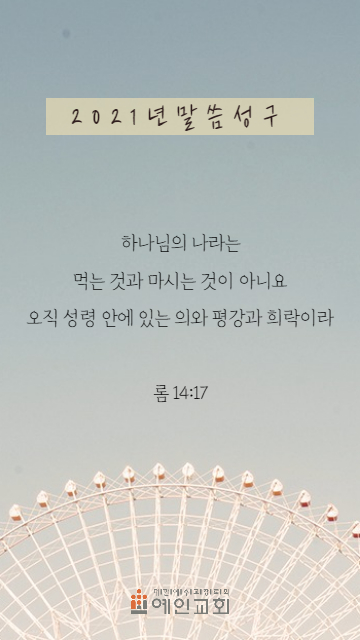 2021년말씀성구
하나님의 나라는
먹는 것과 마시는 것이 아니요
오직 성령 안에 있는 의와 평강과 희락이라
롬 14:17
예인교회